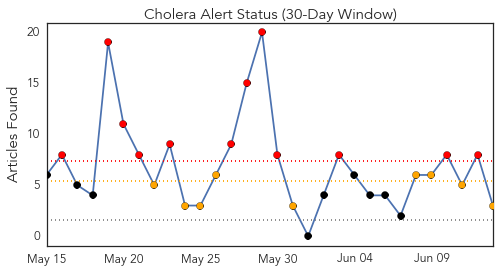 Cholera Alert Status (30-Day Window)
Articles Found
20
15
10
5
0
May 15
May 20
May 25
May 30
Jun 04
Jun 09